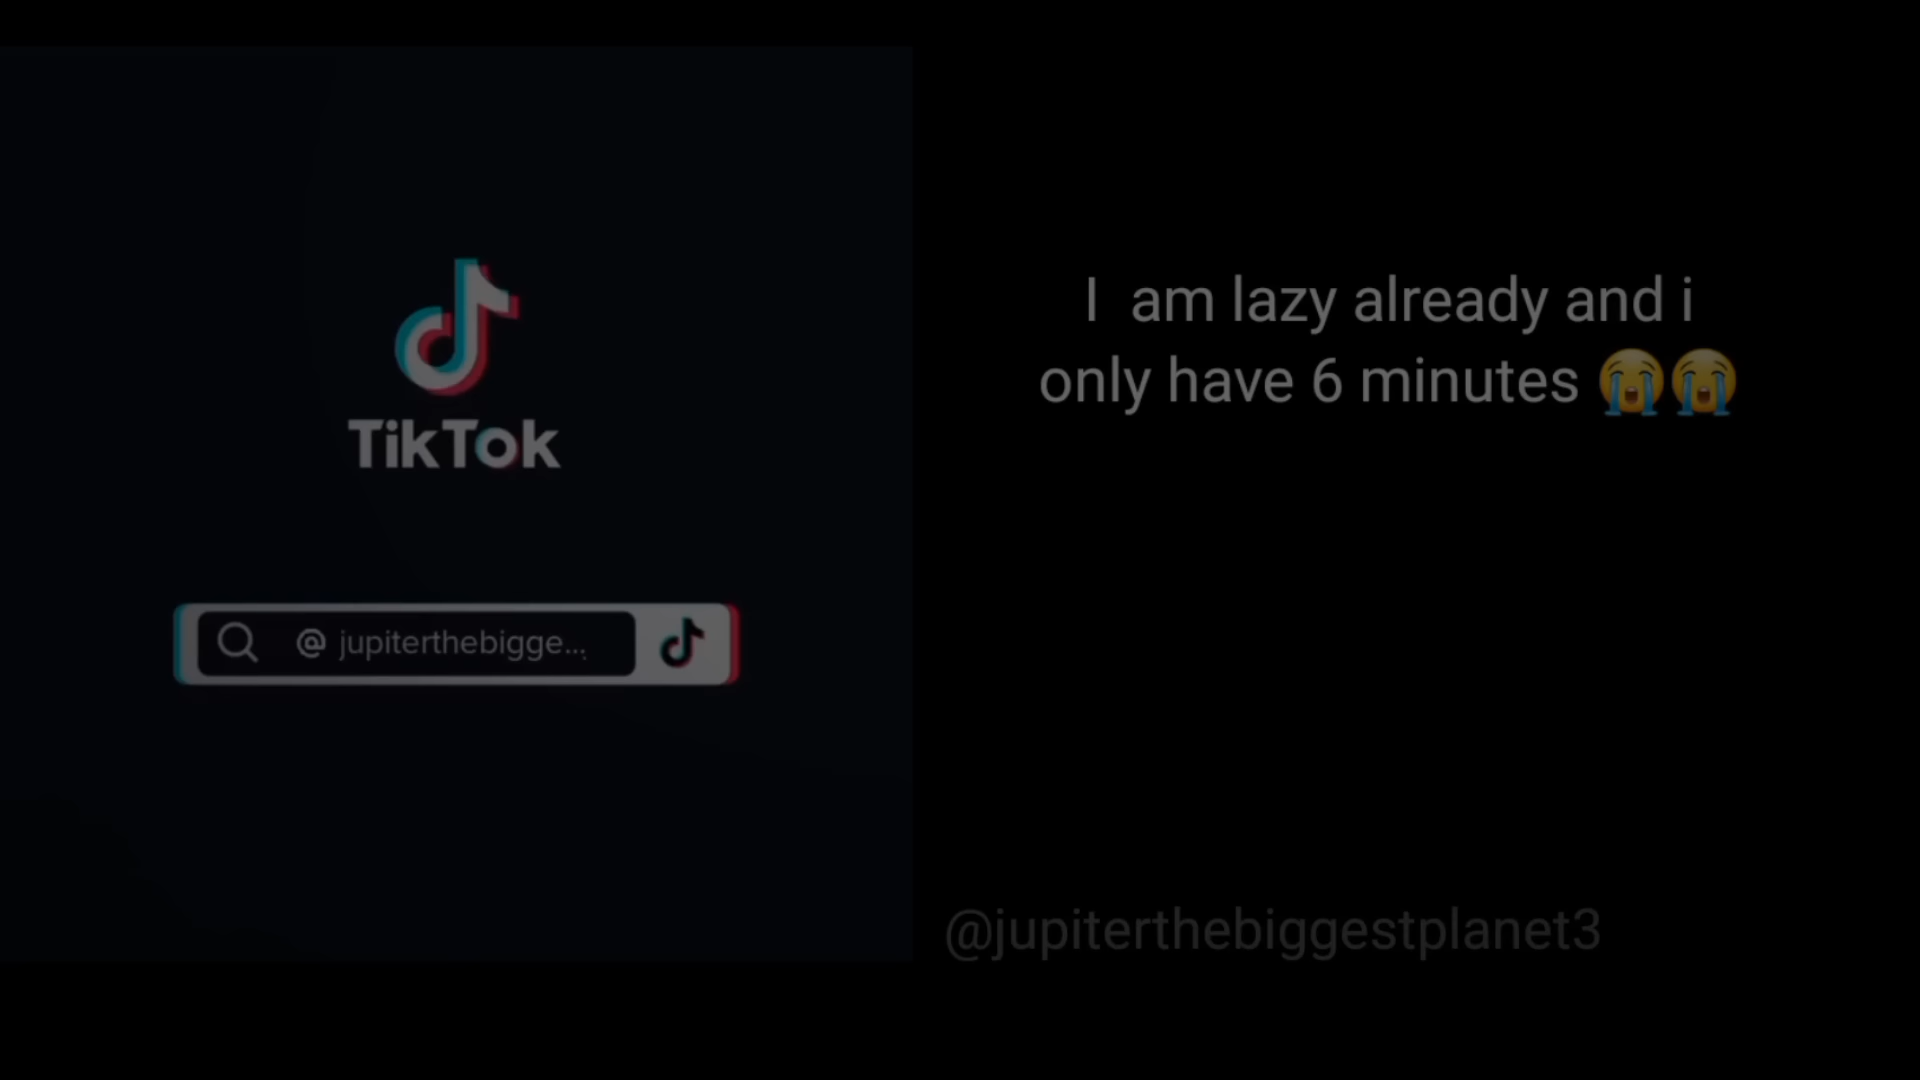 TikTok
@ jupiterthebigge...
I  am lazy already and i
only have 6 minutes 😭😭
@jupiterthebiggestplanet3